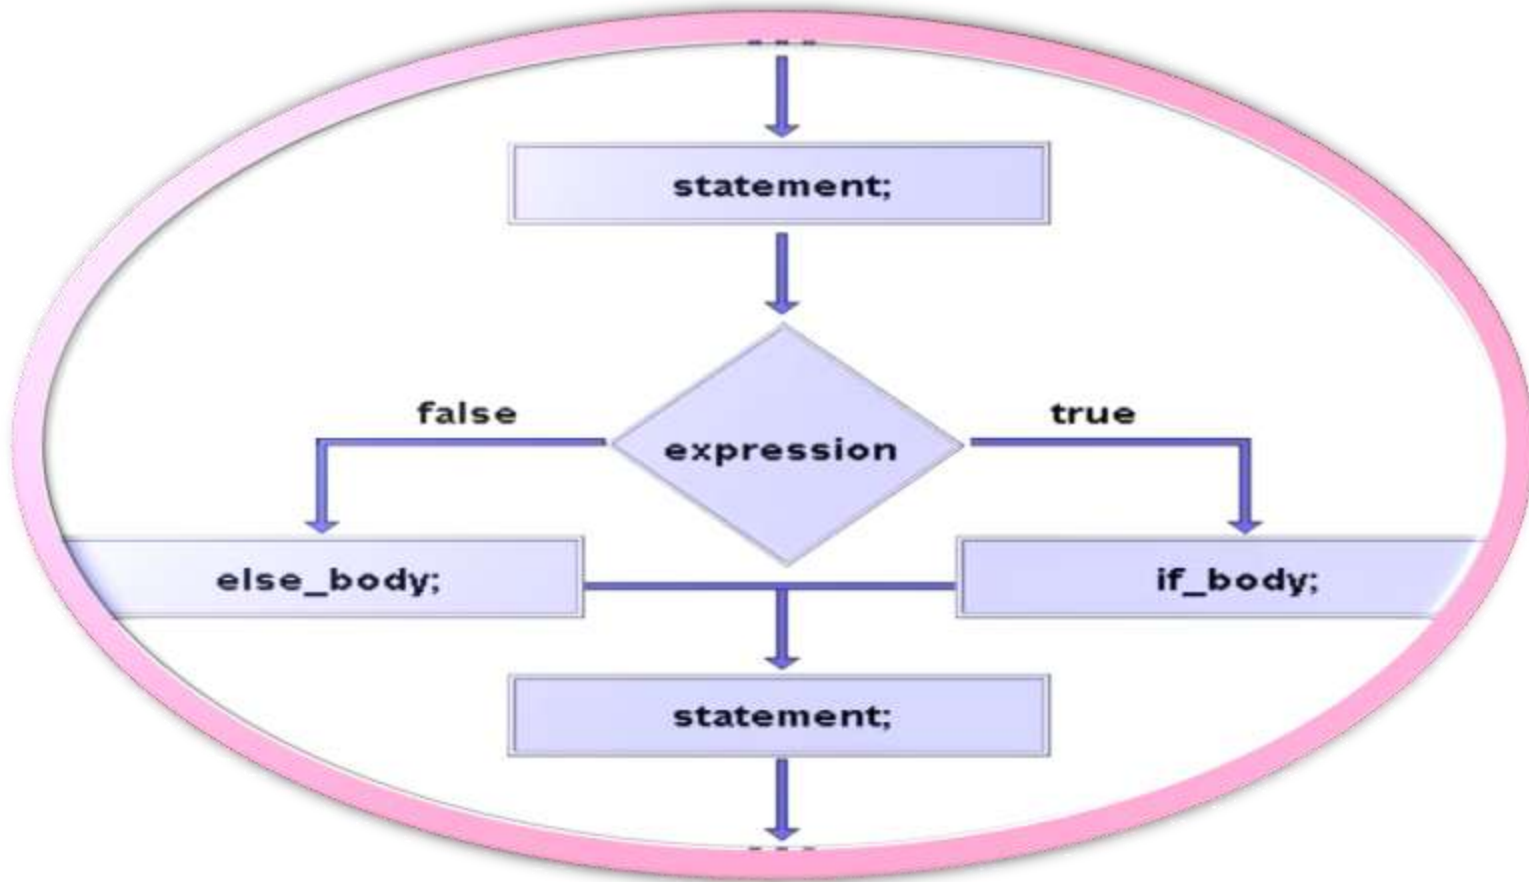 statement;
false
true
expression
else_body;
if_body;
statement;